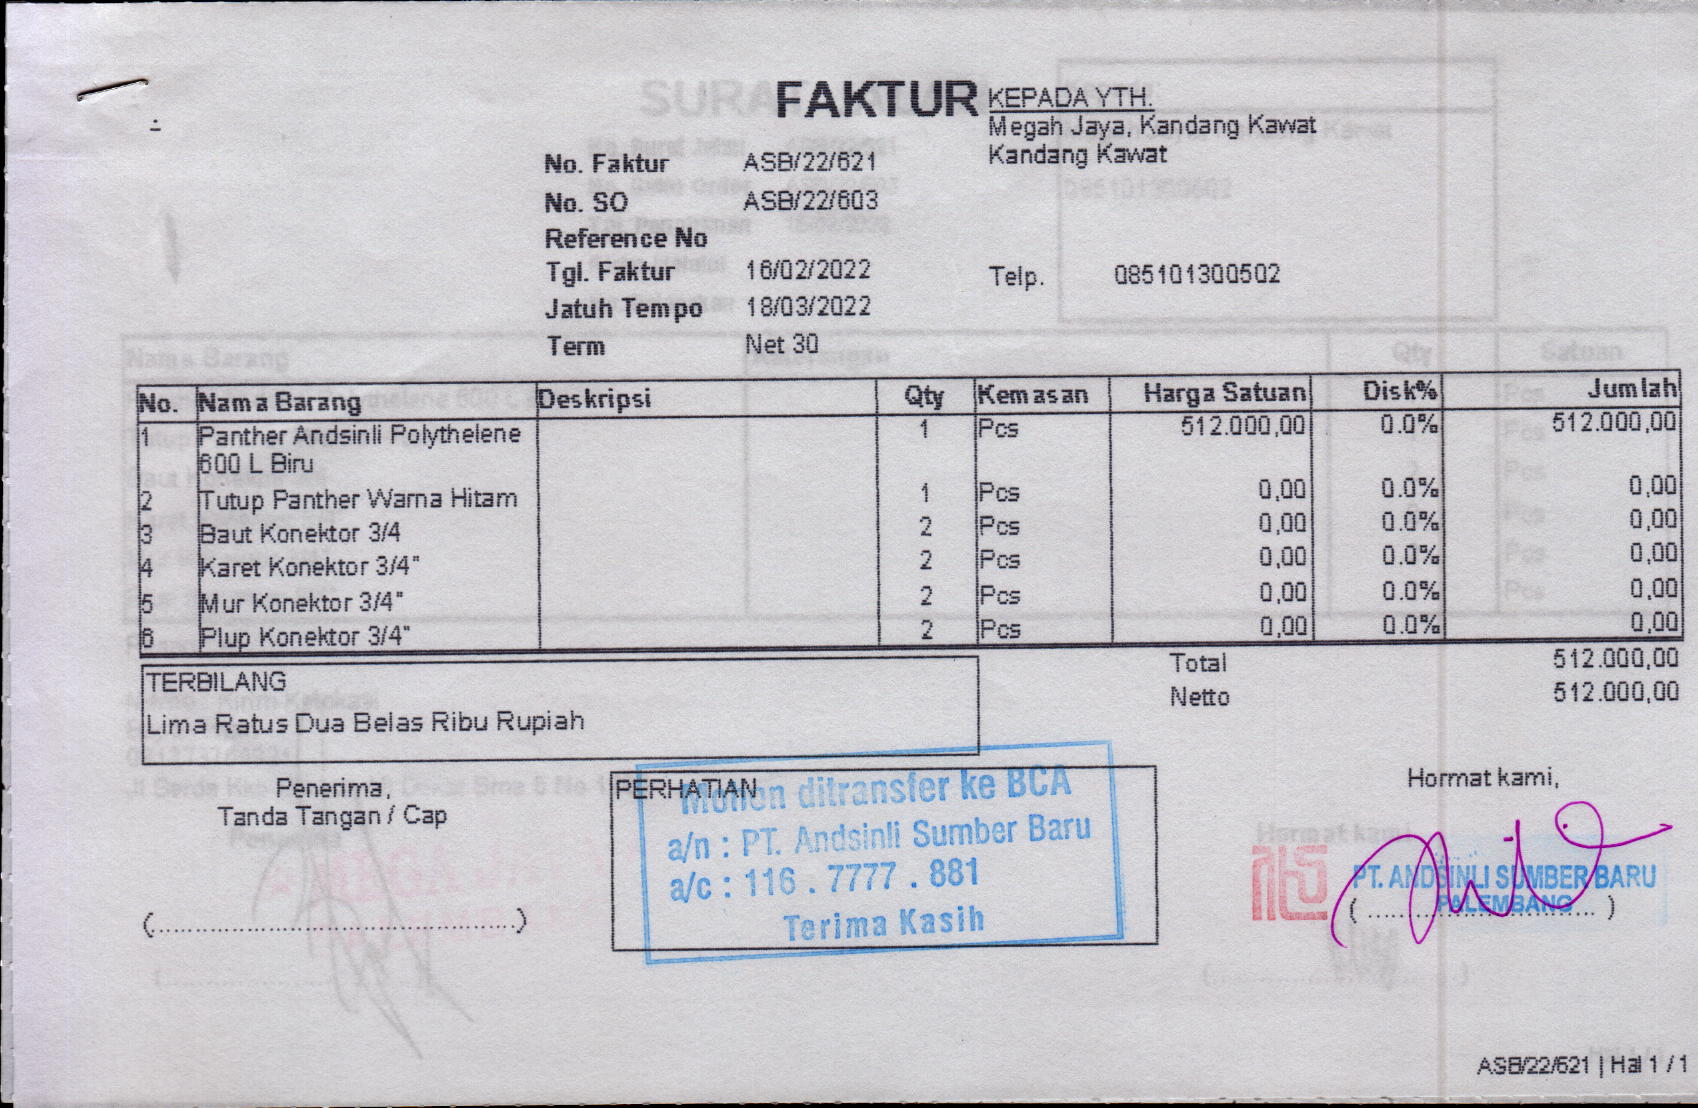 FAKTUR
KEPADA YTH.
Megah Jaya, Kandang Kawat
Kandang Kawat
No. Faktur ASB/22/621
No. SO ASB/22/603
Reference No
Tgl. Faktur 16/02/2022
Telp. 085101300502
Jatuh Tempo 18/03/2022
Term Net 30
No. Nama Barang Deskripsi Qty Kemasan Harga Satuan Disk% Jumlah
1 Panther Andsinli Polythelene 1 Pcs 512.000,00 0.0% 512.000,00
600 L Biru
2 Tutup Panther Warna Hitam 1 Pcs 0,00 0.0% 0,00
3 Baut Konektor 3/4 2 Pcs 0,00 0.0% 0,00
4 Karet Konektor 3/4" 2 Pcs 0,00 0.0% 0,00
5 Mur Konektor 3/4" 2 Pcs 0,00 0.0% 0,00
6 Plup Konektor 3/4" 2 Pcs 0,00 0.0% 0,00
Total 512.000,00
Netto 512.000,00
TERBILANG
Lima Ratus Dua Belas Ribu Rupiah
Penerima,
Tanda Tangan / Cap
(................................................)
PERHATIAN
Mohon ditransfer ke BCA
a/n : PT. Andsinli Sumber Baru
a/c : 116 . 7777 . 881
Terima Kasih
Hormat kami,
PT. ANDSINLI SUMBER BARU
PALEMBANG
(................................)
ASB/22/621 | Hal 1 / 1